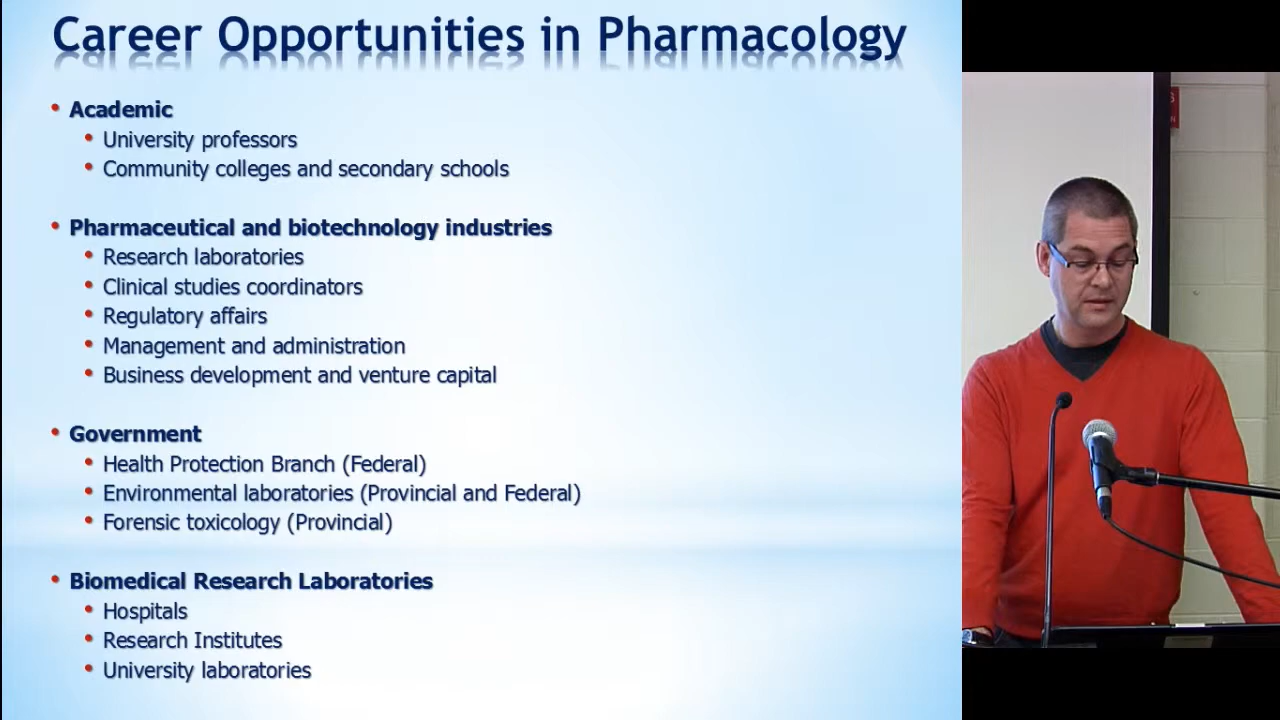 Career Opportunities in Pharmacology
• Academic
• University professors
• Community colleges and secondary schools
• Pharmaceutical and biotechnology industries
• Research laboratories
• Clinical studies coordinators
• Regulatory affairs
• Management and administration
• Business development and venture capital
• Government
• Health Protection Branch (Federal)
• Environmental laboratories (Provincial and Federal)
• Forensic toxicology (Provincial)
• Biomedical Research Laboratories
• Hospitals
• Research Institutes
• University laboratories